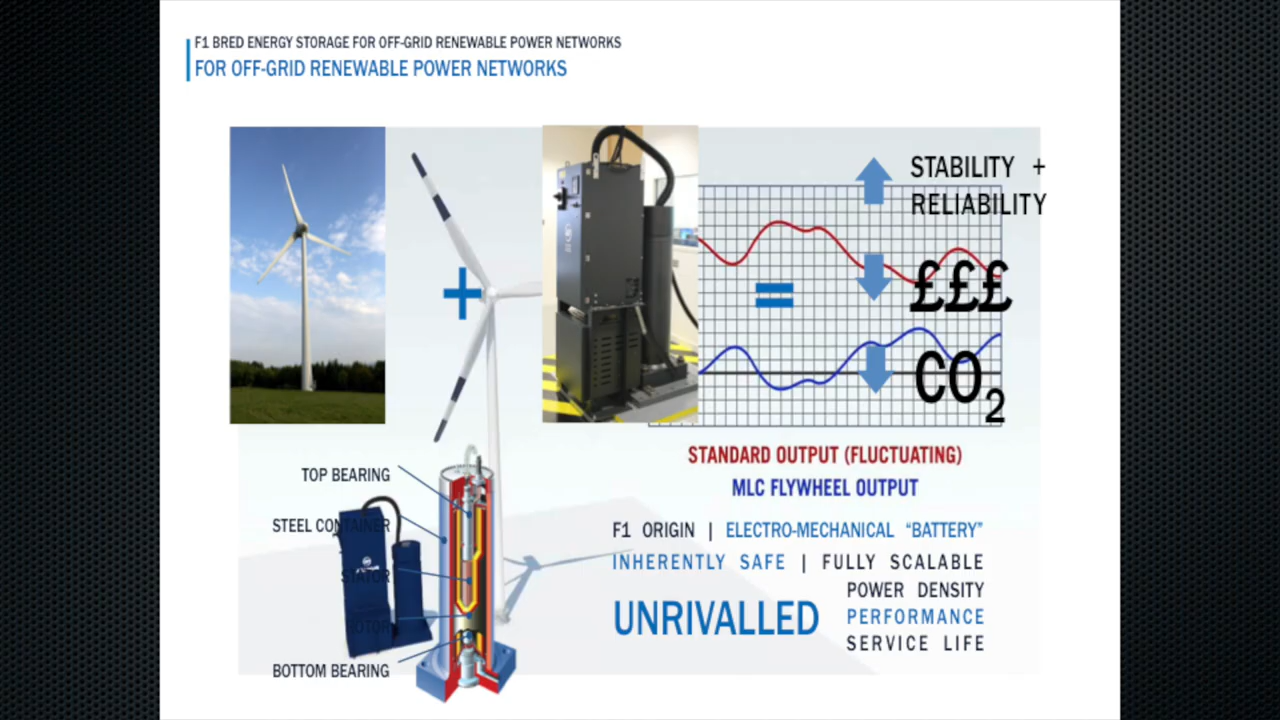 F1 BRED ENERGY STORAGE FOR OFF-GRID RENEWABLE POWER NETWORKS
FOR OFF-GRID RENEWABLE POWER NETWORKS
+
=
STABILITY +
RELIABILITY
£££
CO2
STANDARD OUTPUT (FLUCTUATING)
MLC FLYWHEEL OUTPUT
TOP BEARING
STEEL CONTAINER
STATOR
ROTOR
BOTTOM BEARING
F1 ORIGIN | ELECTRO-MECHANICAL “BATTERY”
INHERENTLY SAFE | FULLY SCALABLE
UNRIVALLED
POWER DENSITY
PERFORMANCE
SERVICE LIFE